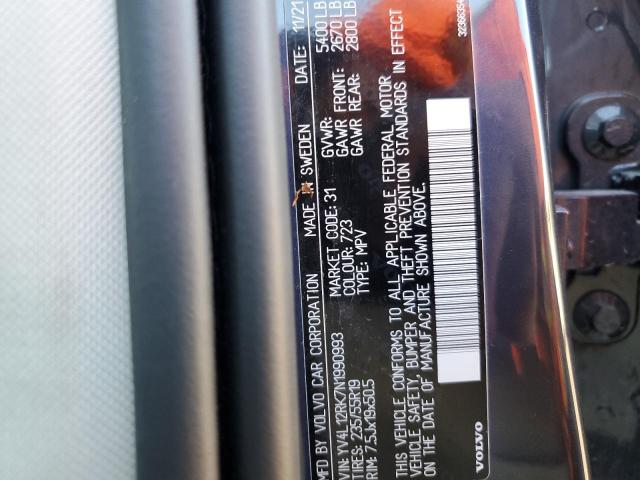 MFD BY VOLVO CAR CORPORATION MADE IN SWEDEN DATE: 11/21
VIN: YV4L12RK7N1990993 MARKET CODE: 31 GVWR: 5400 LB
TIRES: 235/55R19 COLOUR: 723 GAWR FRONT: 2670 LB
RIM: 7.5Jx19x50.5 TYPE: MPV GAWR REAR: 2800 LB
THIS VEHICLE CONFORMS TO ALL APPLICABLE FEDERAL MOTOR
VEHICLE SAFETY, BUMPER AND THEFT PREVENTION STANDARDS IN EFFECT
ON DATE OF MANUFACTURE SHOWN ABOVE.
VOLVO